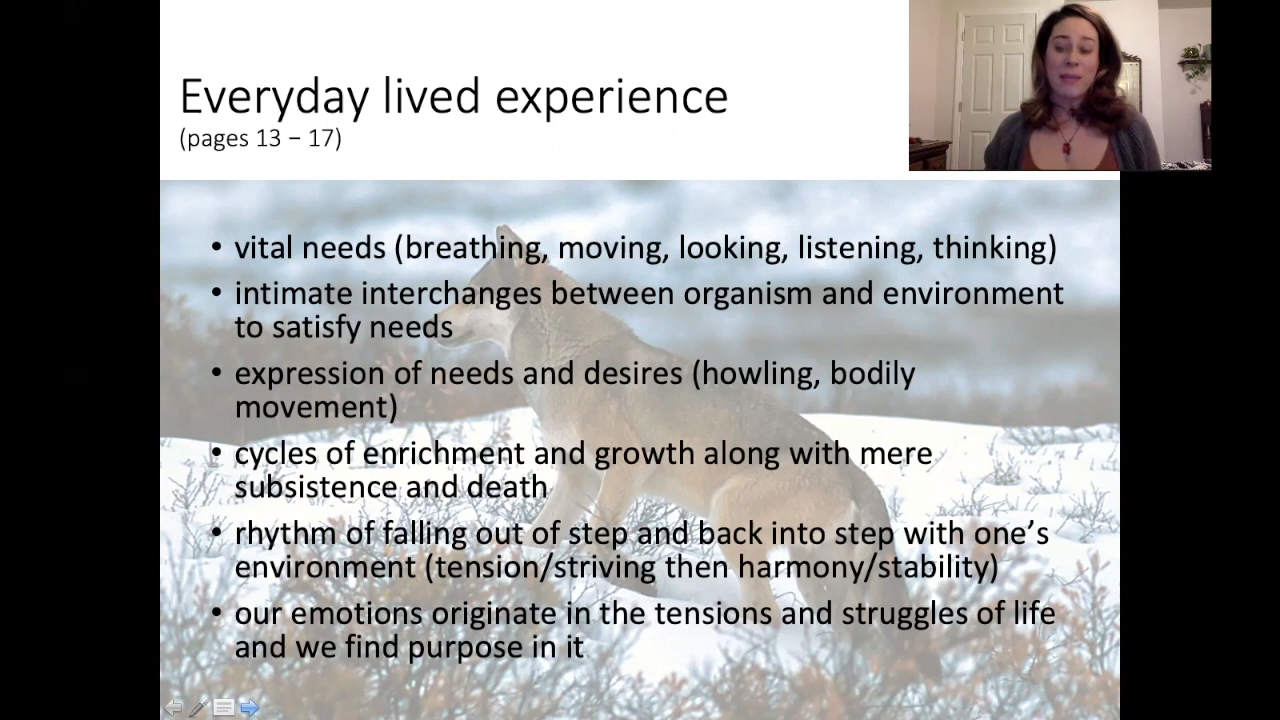 Everyday lived experience
(pages 13 – 17)
• vital needs (breathing, moving, looking, listening, thinking)
• intimate interchanges between organism and environment
to satisfy needs
• expression of needs and desires (howling, bodily
movement)
• cycles of enrichment and growth along with mere
subsistence and death
• rhythm of falling out of step and back into step with one’s
environment (tension/striving then harmony/stability)
• our emotions originate in the tensions and struggles of life
and we find purpose in it